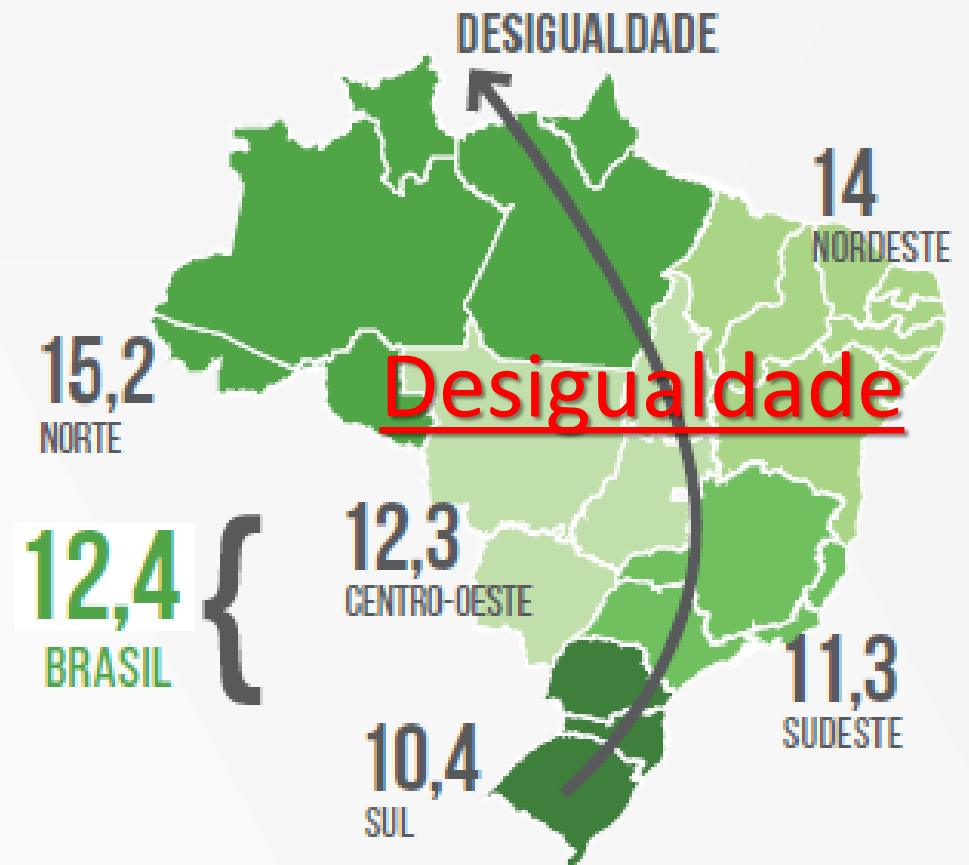 DESIGUALDADE
14
NORDESTE
15,2
NORTE
Desigualdade
12,4
BRASIL
{
12,3
CENTRO-OESTE
11,3
SUDESTE
10,4
SUL